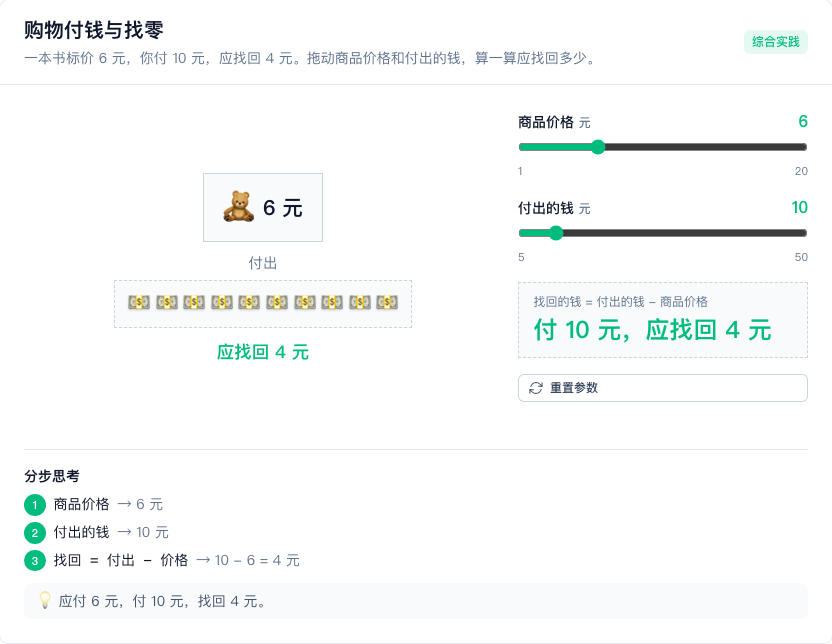 购物付钱与找零
一本书标价 6 元，你付 10 元，应找回 4 元。拖动商品价格和付出的钱，算一算应找回多少。
综合实践
6 元
付出
应找回 4 元
商品价格 元
6
1
20
付出的钱 元
10
5
50
找回的钱 = 付出的钱 − 商品价格
付 10 元，应找回 4 元
重置参数
分步思考
1 商品价格 → 6 元
2 付出的钱 → 10 元
3 找回 = 付出 − 价格 → 10 − 6 = 4 元
应付 6 元，付 10 元，找回 4 元。